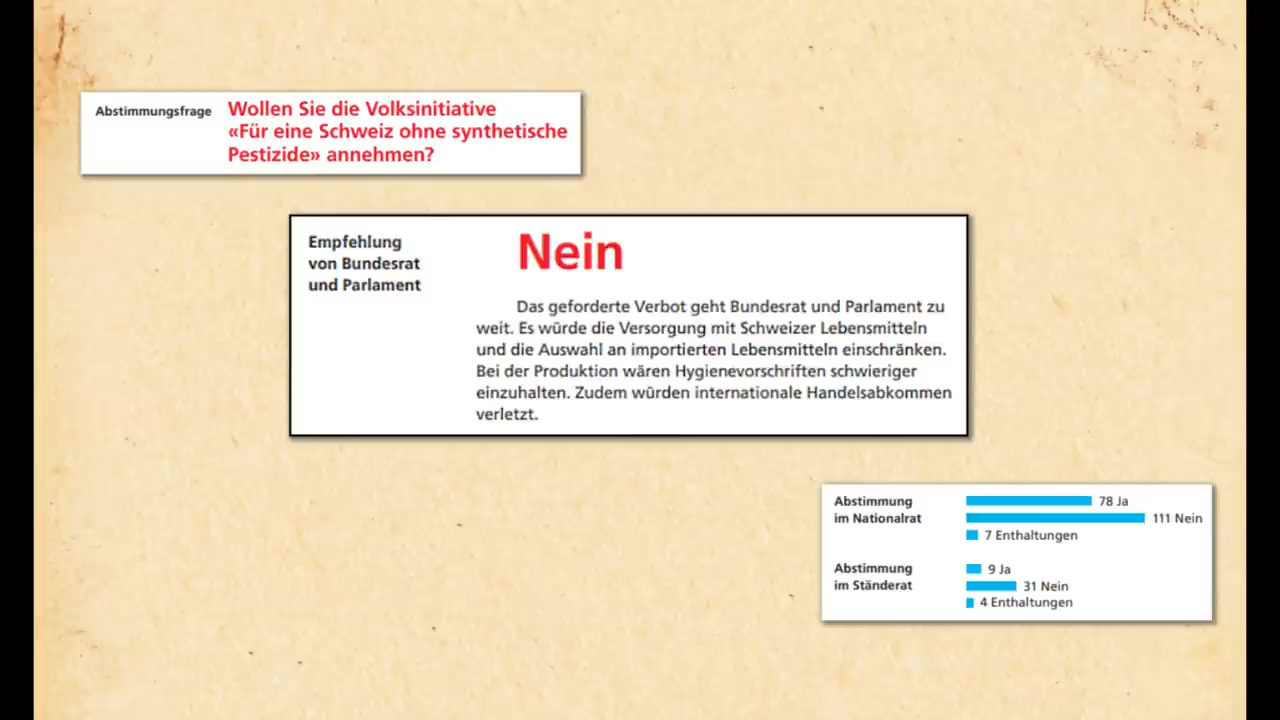 Abstimmungsfrage
Wollen Sie die Volksinitiative
«Für eine Schweiz ohne synthetische
Pestizide» annehmen?
Empfehlung
von Bundesrat
und Parlament
Nein
Das geforderte Verbot geht Bundesrat und Parlament zu
weit. Es würde die Versorgung mit Schweizer Lebensmitteln
und die Auswahl an importierten Lebensmitteln einschränken.
Bei der Produktion wären Hygienevorschriften schwieriger
einzuhalten. Zudem würden internationale Handelsabkommen
verletzt.
Abstimmung
im Nationalrat
78 Ja
111 Nein
7 Enthaltungen
Abstimmung
im Ständerat
9 Ja
31 Nein
4 Enthaltungen